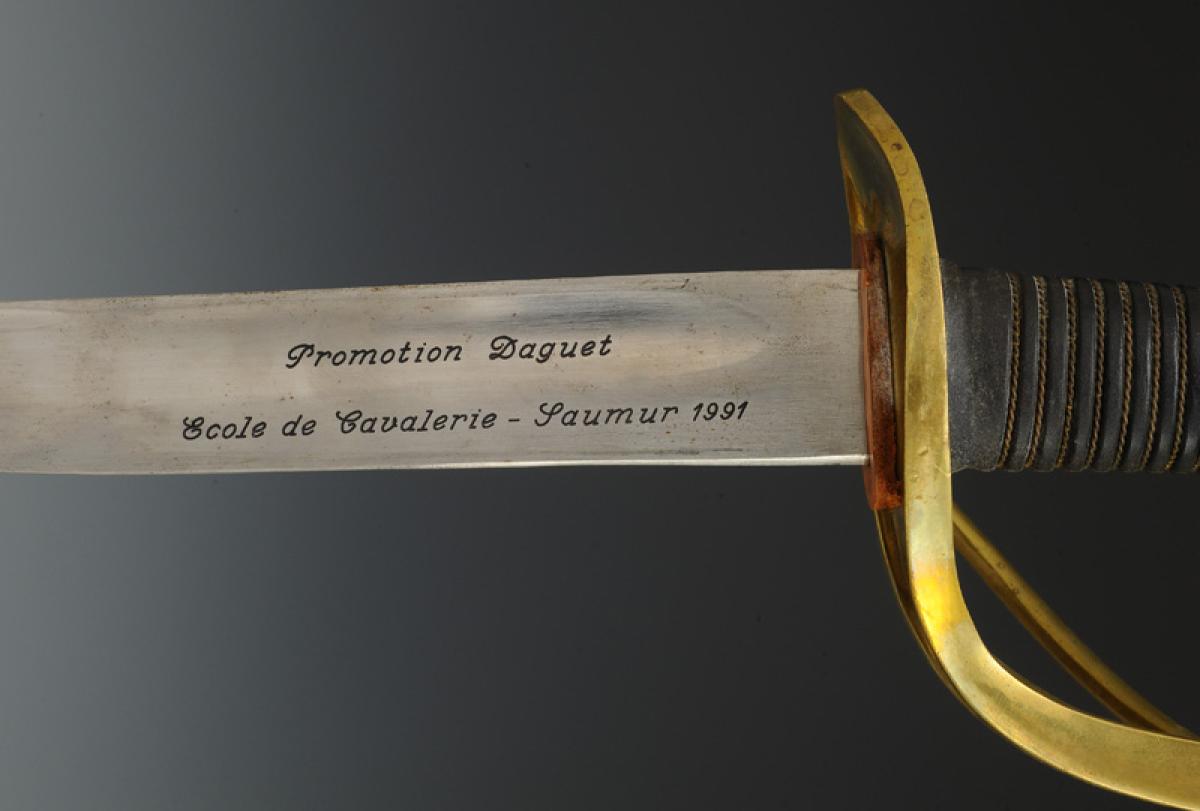 Promotion Daguet
Ecole de Cavalerie - Saumur 1991